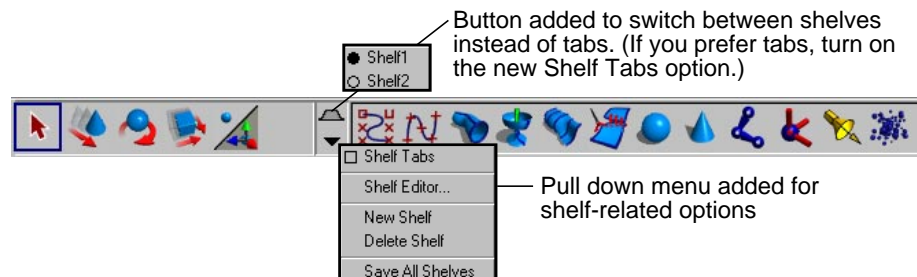 Button added to switch between shelves
instead of tabs. (If you prefer tabs, turn on
the new Shelf Tabs option.)
Shelf1
Shelf2
Shelf Tabs
Shelf Editor...
New Shelf
Delete Shelf
Save All Shelves
Pull down menu added for
shelf-related options